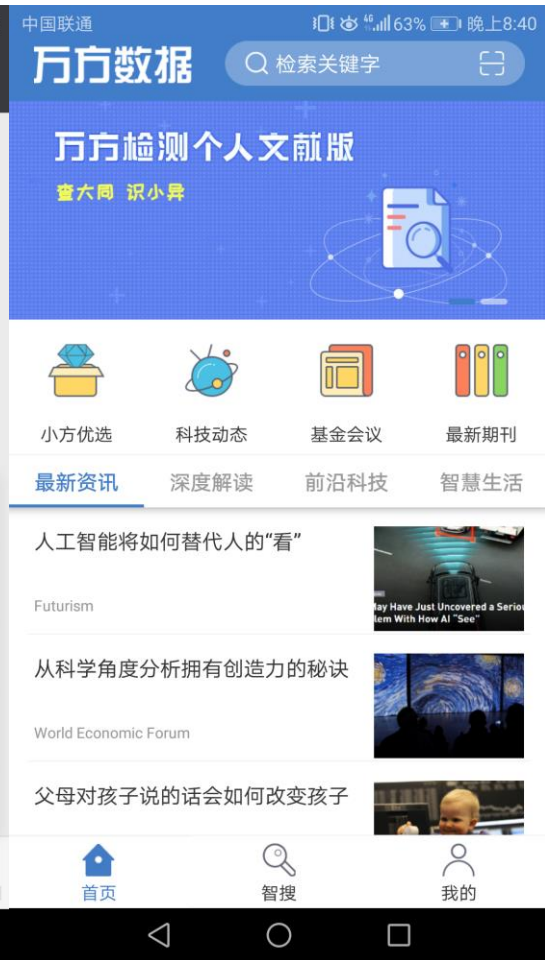 中国联通 46 63% 晚上8:40
万方数据 检索关键字
万方检测个人文献版
查大同 识小异
小方优选 科技动态 基金会议 最新期刊
最新资讯 深度解读 前沿科技 智慧生活
人工智能将如何替代人的“看”
Futurism
May Have Just Uncovered a Seriou
lem With How AI "See"
从科学角度分析拥有创造力的秘诀
World Economic Forum
父母对孩子说的话会如何改变孩子
首页 智搜 我的